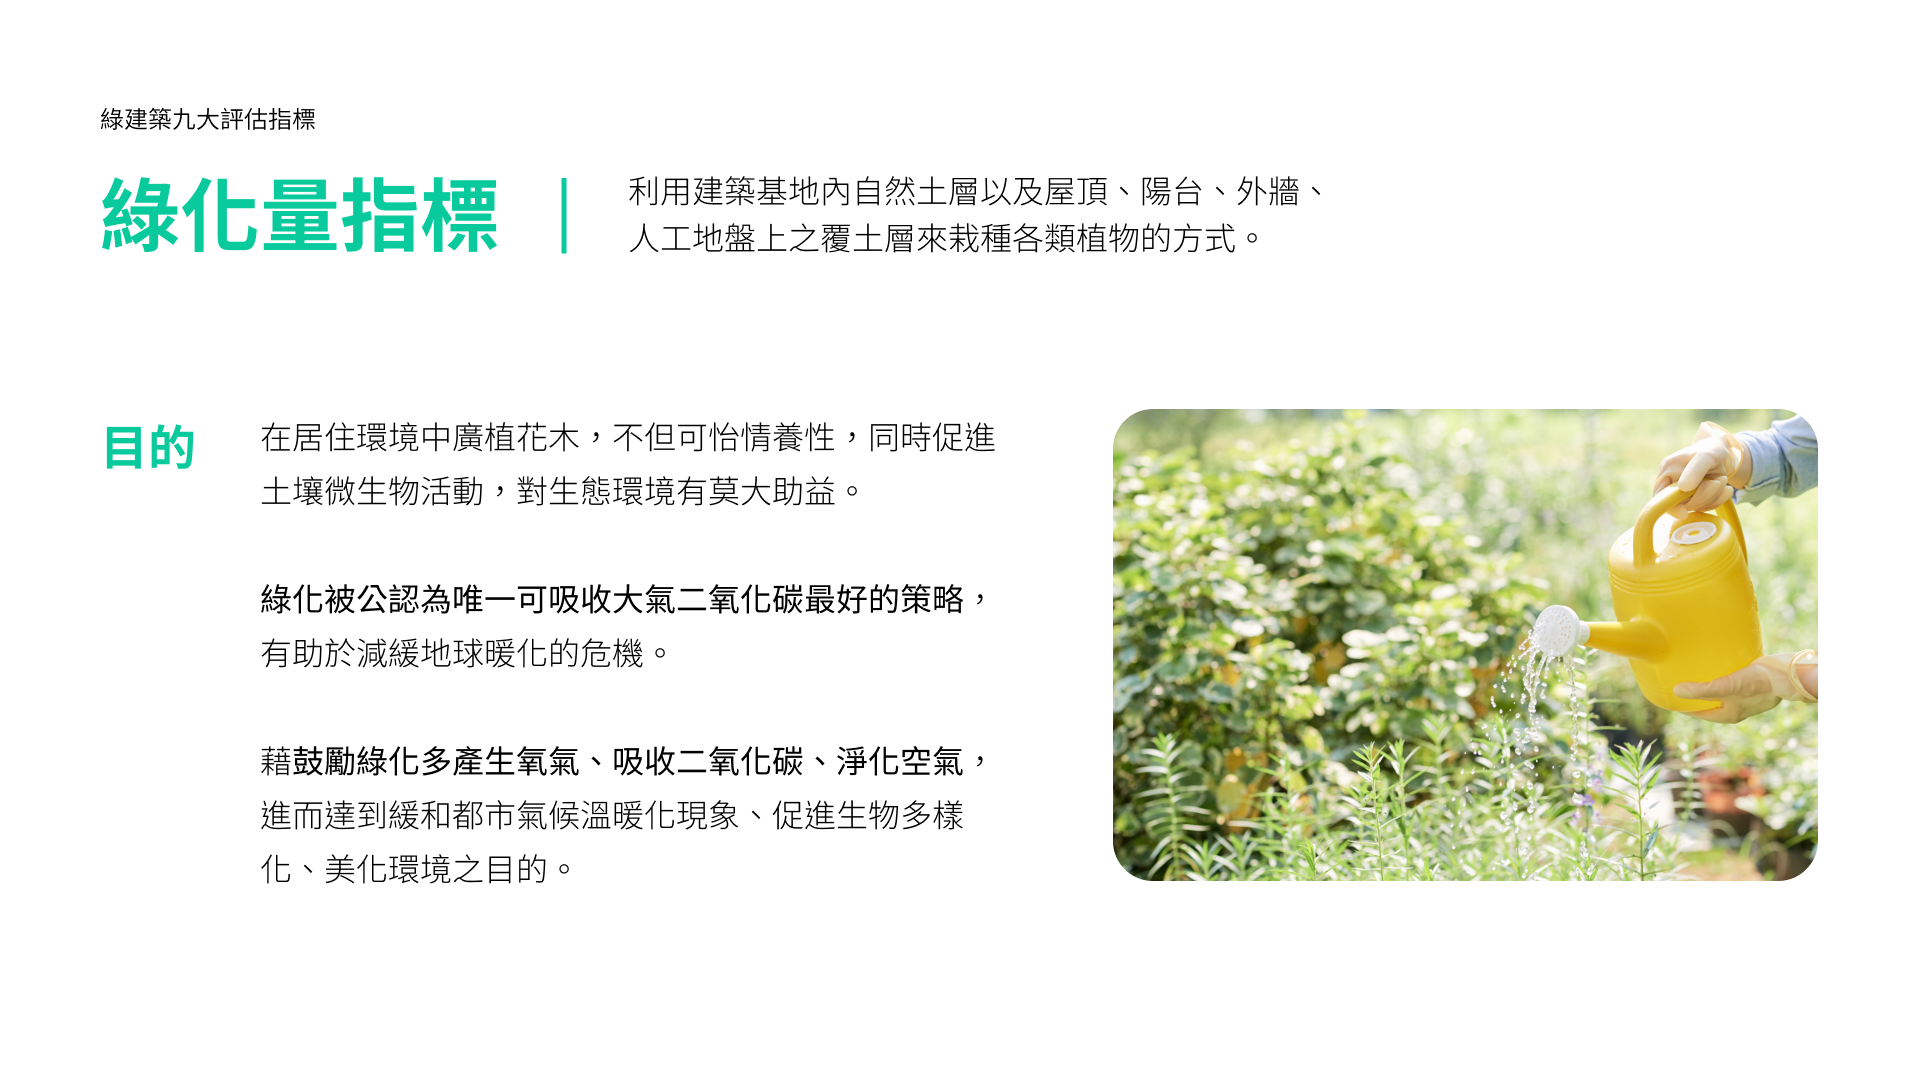 綠建築九大評估指標
綠化量指標
利用建築基地內自然土層以及屋頂、陽台、外牆、
人工地盤上之覆土層來栽種各類植物的方式。
目的
在居住環境中廣植花木，不但可怡情養性，同時促進
土壤微生物活動，對生態環境有莫大助益。
綠化被公認為唯一可吸收大氣二氧化碳最好的策略，
有助於減緩地球暖化的危機。
藉鼓勵綠化多產生氧氣、吸收二氧化碳、淨化空氣，
進而達到緩和都市氣候溫暖化現象、促進生物多樣
化、美化環境之目的。